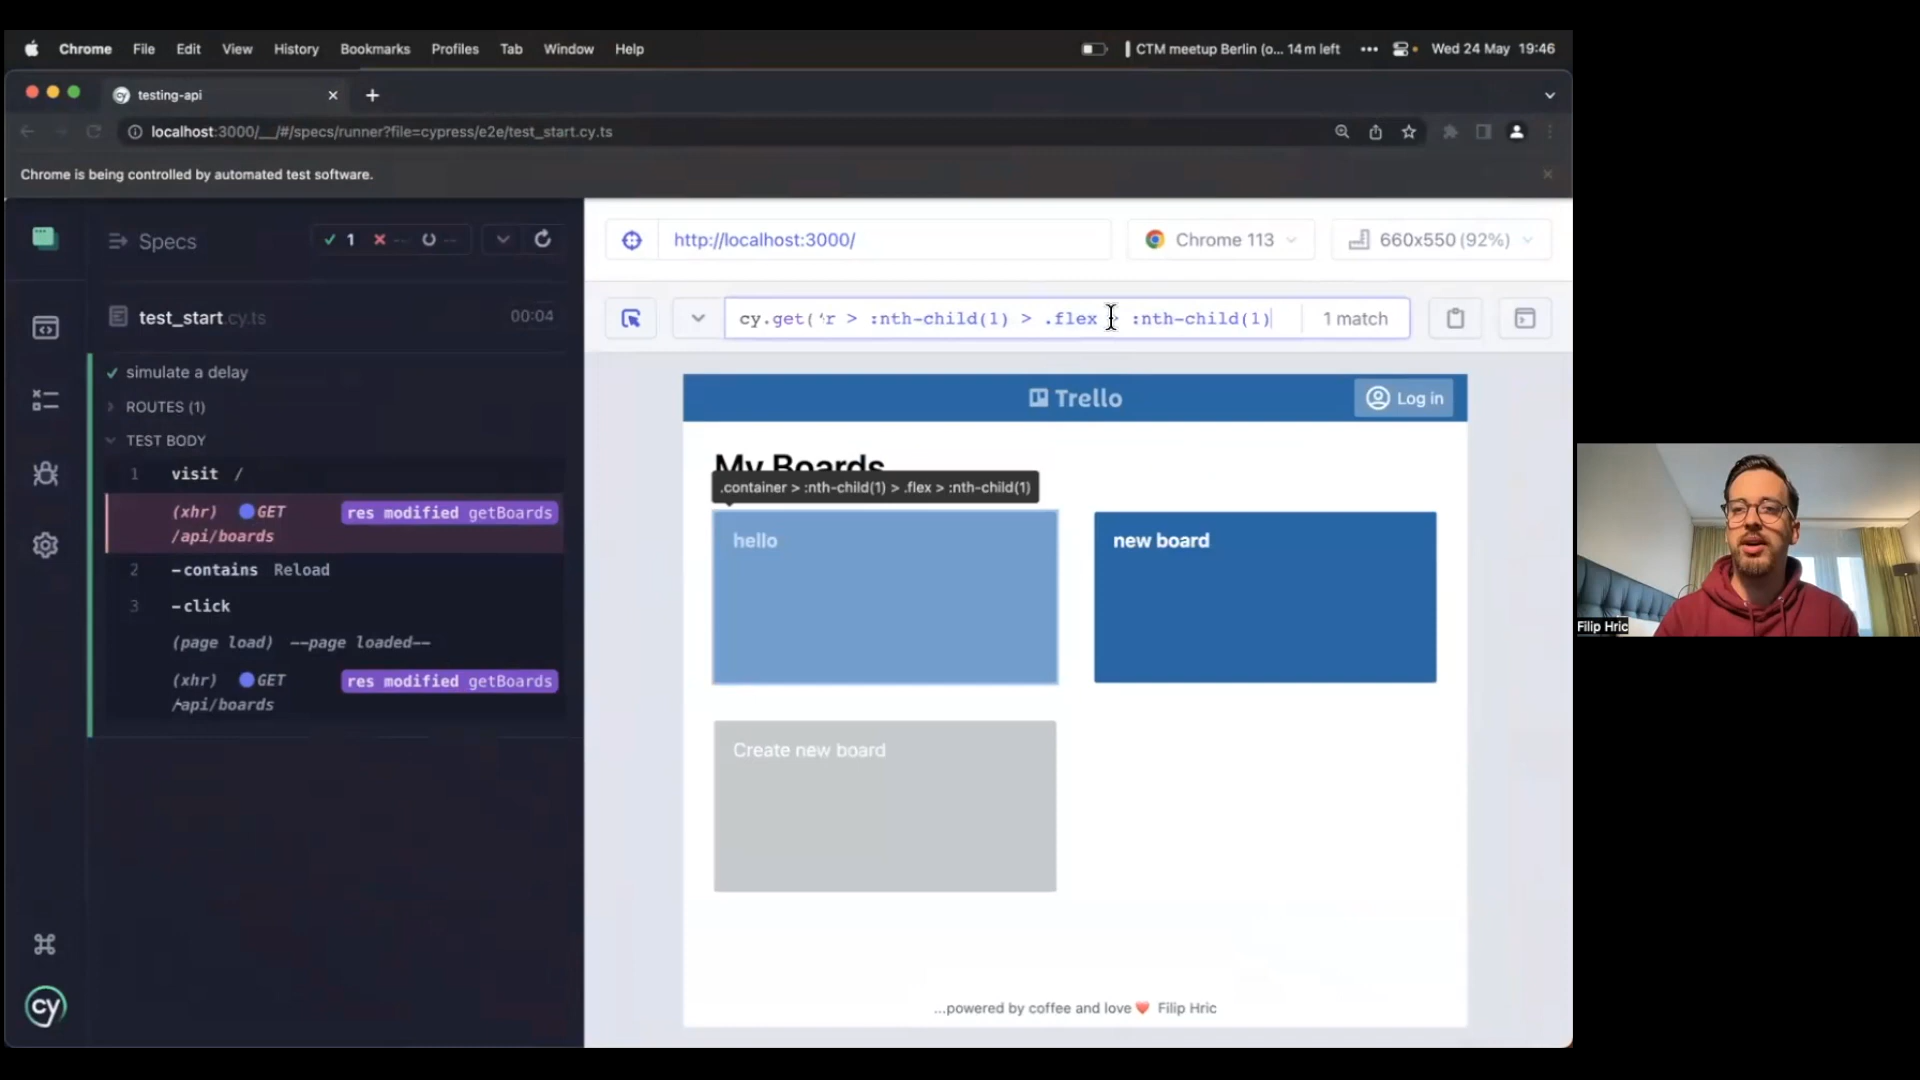 Chrome File Edit View History Bookmarks Profiles Tab Window Help
CTM meetup Berlin (o... 14 m left ••• Wed 24 May 19:46
testing-api
localhost:3000/__/#/specs/runner?file=cypress/e2e/test_start.cy.ts
Chrome is being controlled by automated test software.
Specs
1 -- --
http://localhost:3000/
Chrome 113
660x550 (92%)
test_start.cy.ts 00:04
cy.get('r > :nth-child(1) > .flex > :nth-child(1)
1 match
simulate a delay
ROUTES (1)
TEST BODY
1 visit /
(xhr) GET /api/boards
res modified getBoards
2 -contains Reload
3 -click
(page load) --page loaded--
(xhr) GET /api/boards
res modified getBoards
cy
Trello
Log in
My Boards
.container > :nth-child(1) > .flex > :nth-child(1)
hello
new board
Create new board
...powered by coffee and love ❤️ Filip Hric
Filip Hric